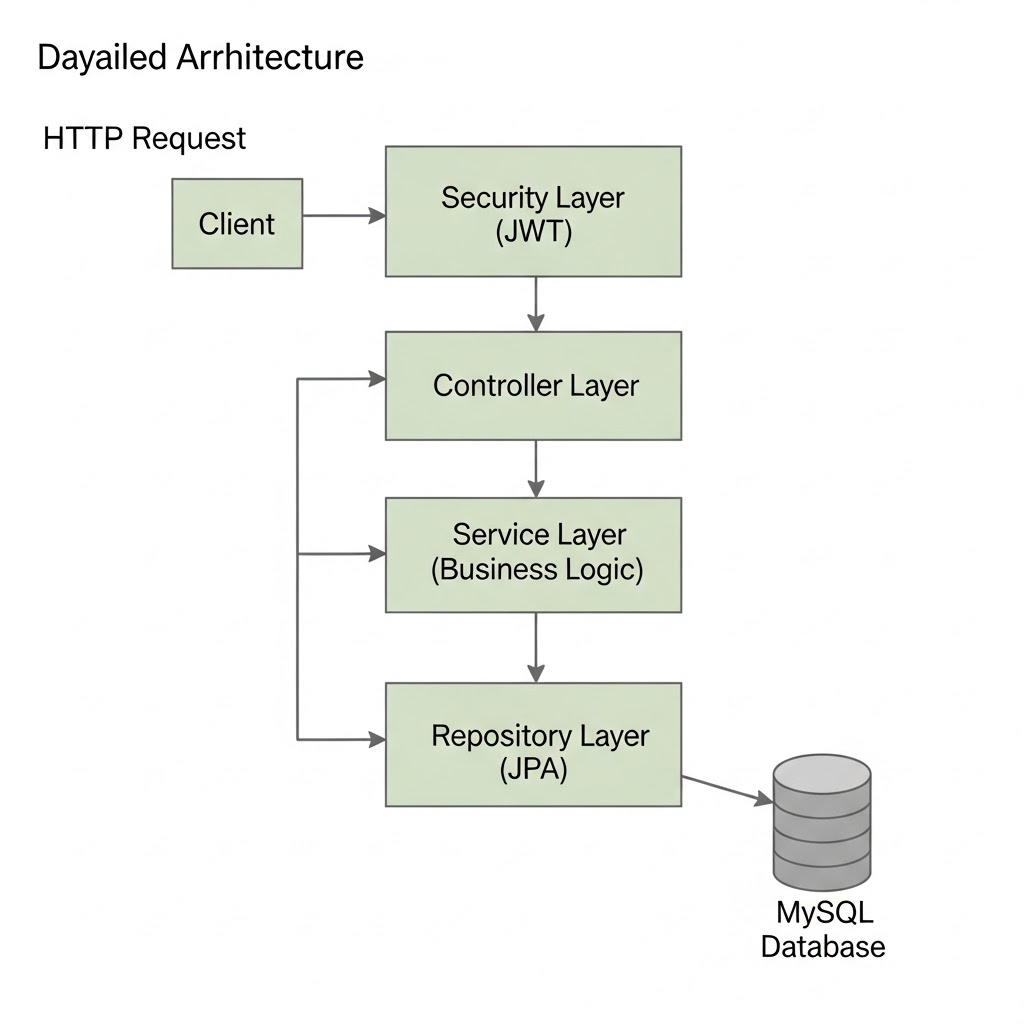 Dayailed Arrhitecture
HTTP Request
Client
Security Layer
(JWT)
Controller Layer
Service Layer
(Business Logic)
Repository Layer
(JPA)
MySQL
Database